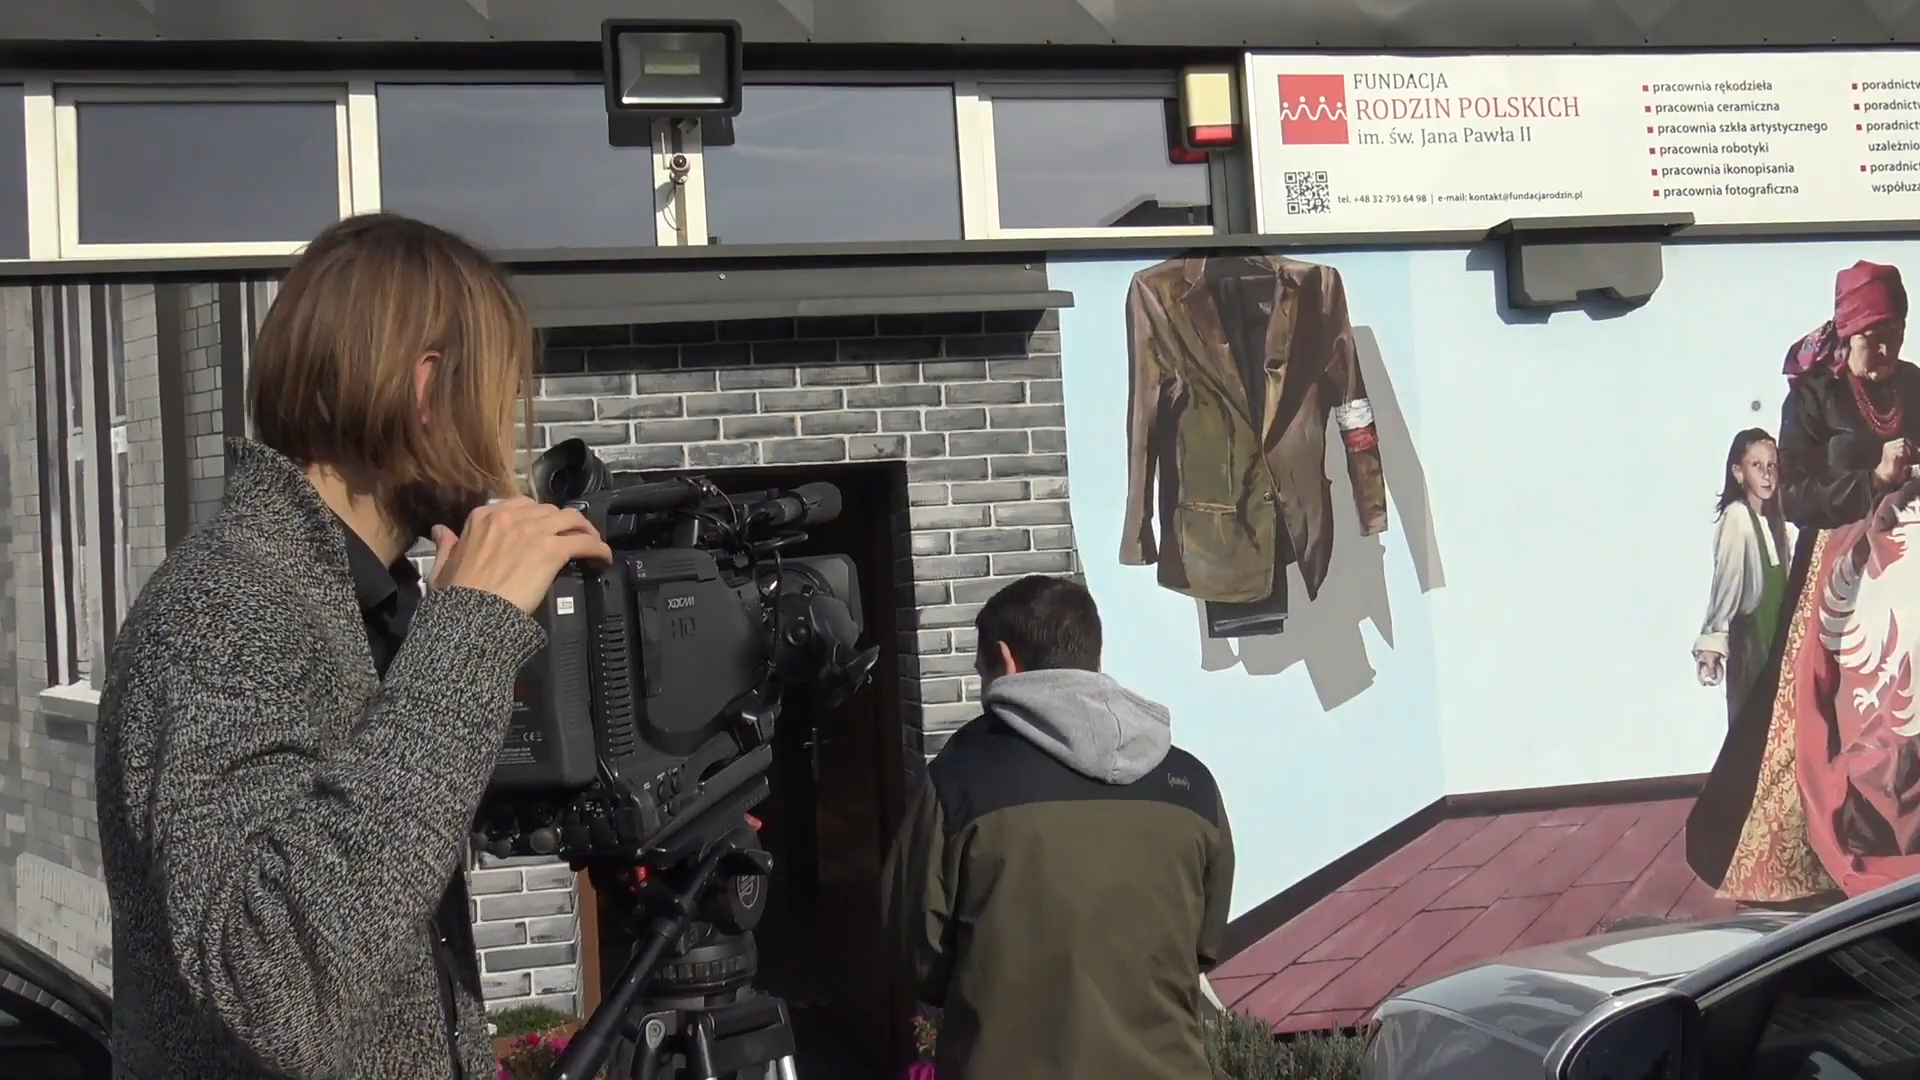 FUNDACJA
RODZIN POLSKICH
im. św. Jana Pawła II
tel. +48 32 793 64 98 | e-mail: kontakt@fundacjarodzin.pl
pracownia rękodzieła
pracownia ceramiczna
pracownia szkła artystycznego
pracownia robotyki
pracownia ikonopisania
pracownia fotograficzna
XDCAM
HD